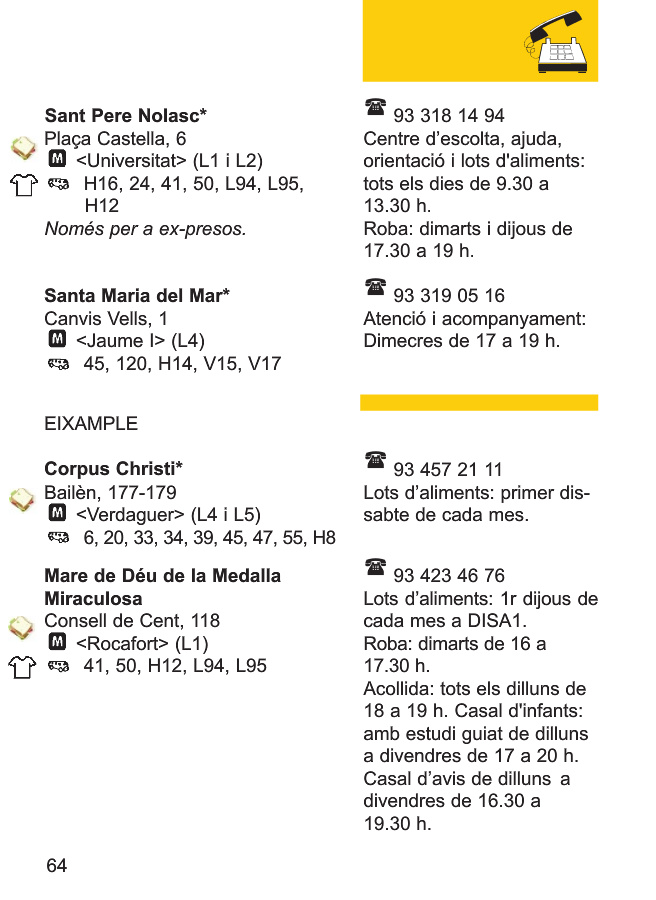 Sant Pere Nolasc*
Plaça Castella, 6
M <Universitat> (L1 i L2)
H16, 24, 41, 50, L94, L95,
H12
Només per a ex-presos.
93 318 14 94
Centre d’escolta, ajuda,
orientació i lots d'aliments:
tots els dies de 9.30 a
13.30 h.
Roba: dimarts i dijous de
17.30 a 19 h.
Santa Maria del Mar*
Canvis Vells, 1
M <Jaume I> (L4)
45, 120, H14, V15, V17
93 319 05 16
Atenció i acompanyament:
Dimecres de 17 a 19 h.
EIXAMPLE
Corpus Christi*
Bailèn, 177-179
M <Verdaguer> (L4 i L5)
6, 20, 33, 34, 39, 45, 47, 55, H8
93 457 21 11
Lots d’aliments: primer dis-
sabte de cada mes.
Mare de Déu de la Medalla
Miraculosa
Consell de Cent, 118
M <Rocafort> (L1)
41, 50, H12, L94, L95
93 423 46 76
Lots d’aliments: 1r dijous de
cada mes a DISA1.
Roba: dimarts de 16 a
17.30 h.
Acollida: tots els dilluns de
18 a 19 h. Casal d'infants:
amb estudi guiat de dilluns
a divendres de 17 a 20 h.
Casal d’avis de dilluns a
divendres de 16.30 a
19.30 h.
64